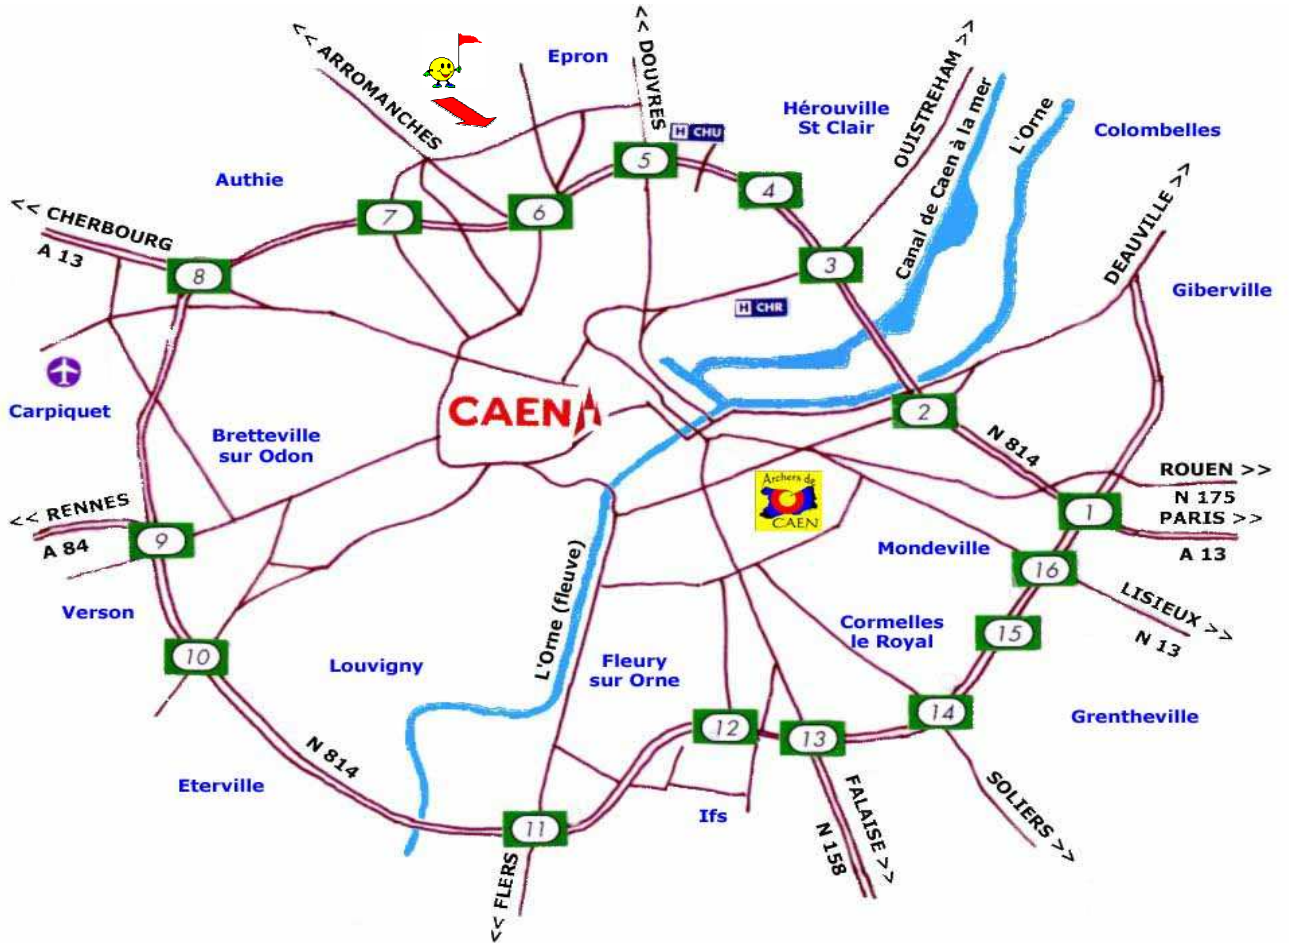 << ARROMANCHES
Epron
<< DOUVRES
Hérouville
St Clair
OUISTREHAM >>
Canal de Caen à la mer
L'Orne
Colombelles
H CHU
5
4
Authie
7
6
<< CHERBOURG
A 13
8
3
DEAUVILLE >>
Giberville
H CHR
Carpiquet
CAEN
2
Bretteville
sur Odon
N 814
ROUEN >>
N 175
Archers de
CAEN
<< RENNES
A 84
9
1
PARIS >>
A 13
Mondeville
16
LISIEUX >>
N 13
Verson
L'Orne (fleuve)
Cormelles
le Royal
15
10
Louvigny
Fleury
sur Orne
14
Grentheville
12
13
N 814
Eterville
Ifs
11
FALAISE >>
N 158
SOLIERS >>
<< FLERS